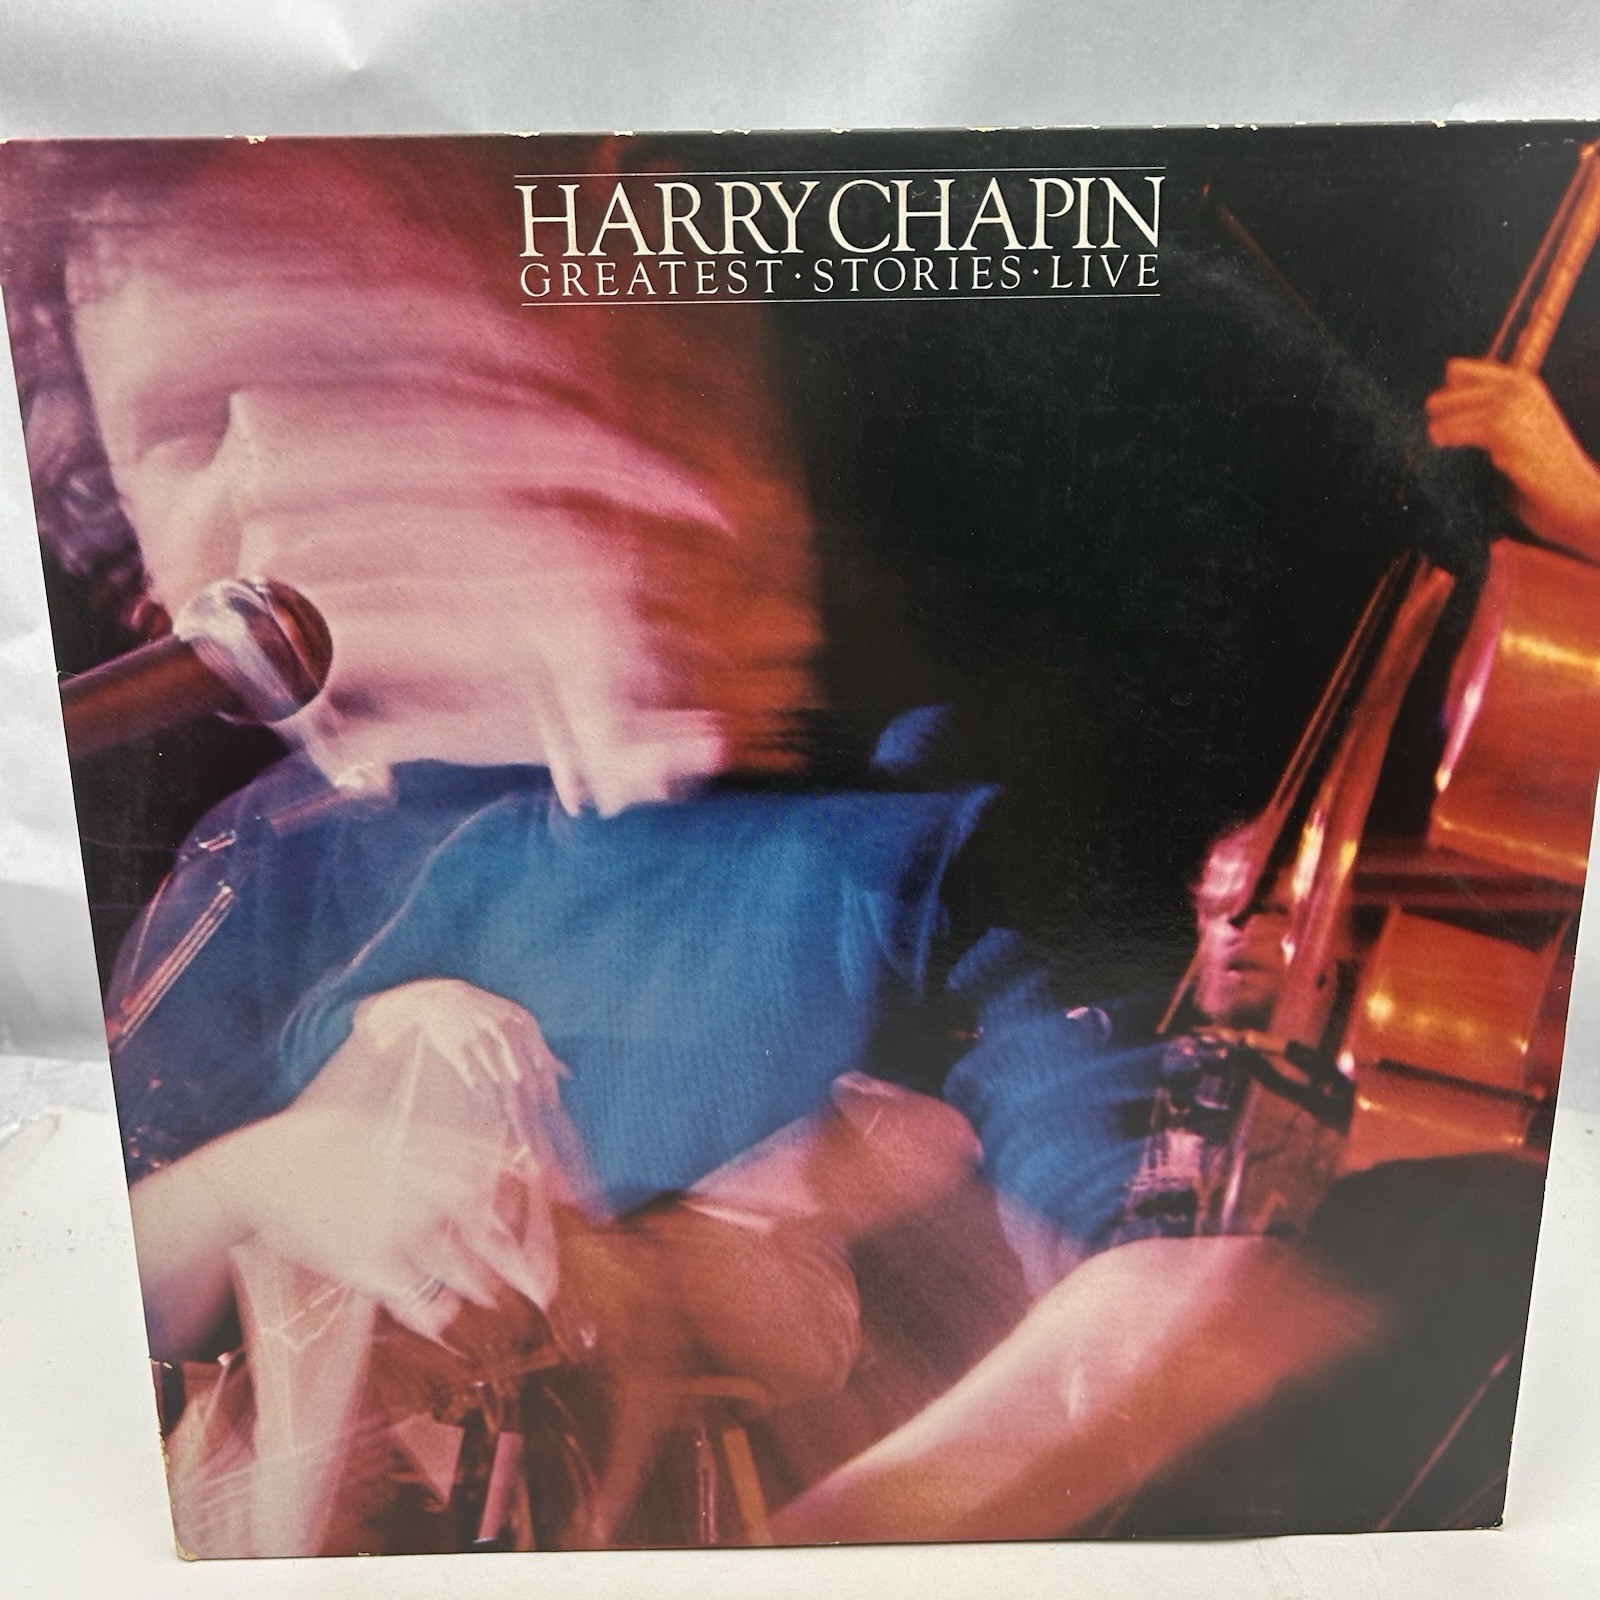 HARRY CHAPIN
GREATEST · STORIES · LIVE